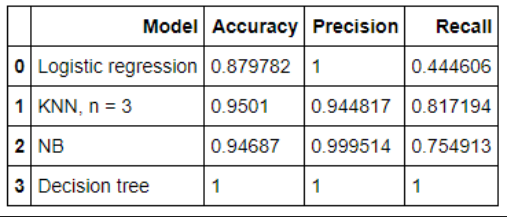 Model Accuracy Precision Recall
0 Logistic regression 0.879782 1 0.444606
1 KNN, n = 3 0.9501 0.944817 0.817194
2 NB 0.94687 0.999514 0.754913
3 Decision tree 1 1 1